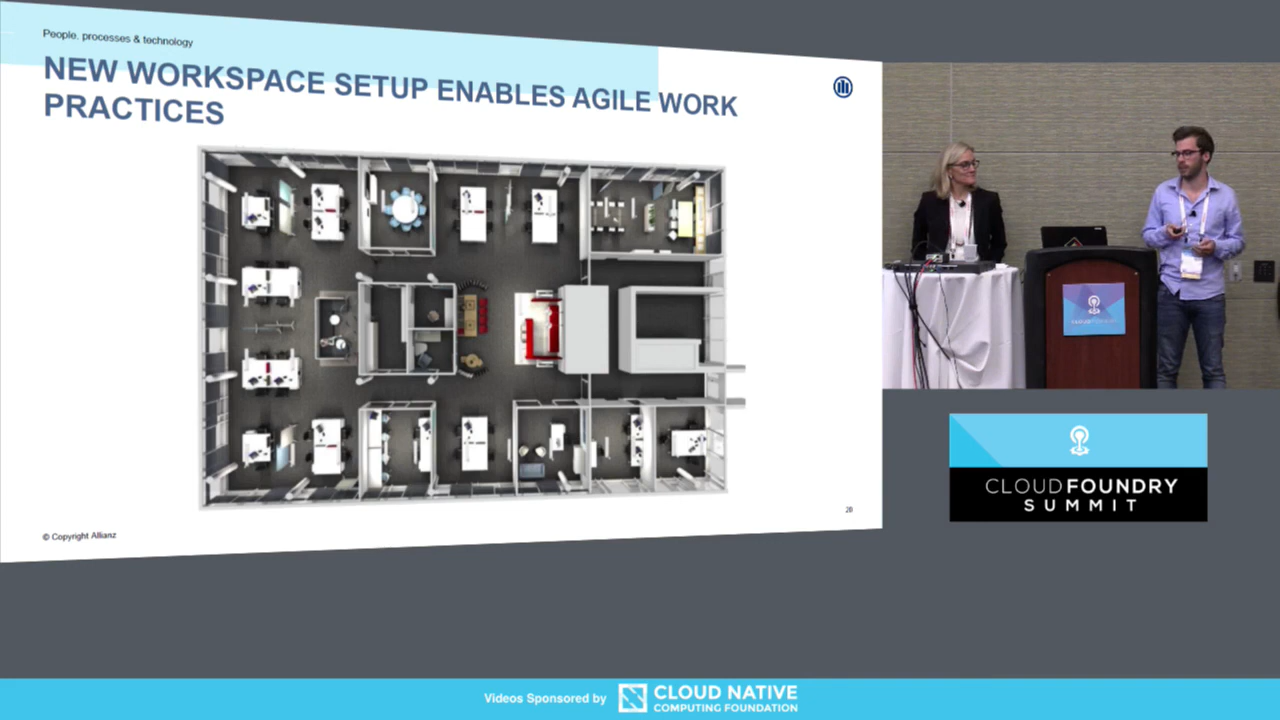 People, processes & technology
NEW WORKSPACE SETUP ENABLES AGILE WORK
PRACTICES
© Copyright Allianz
20
CLOUDFOUNDRY
SUMMIT
Videos Sponsored by
CLOUD NATIVE
COMPUTING FOUNDATION